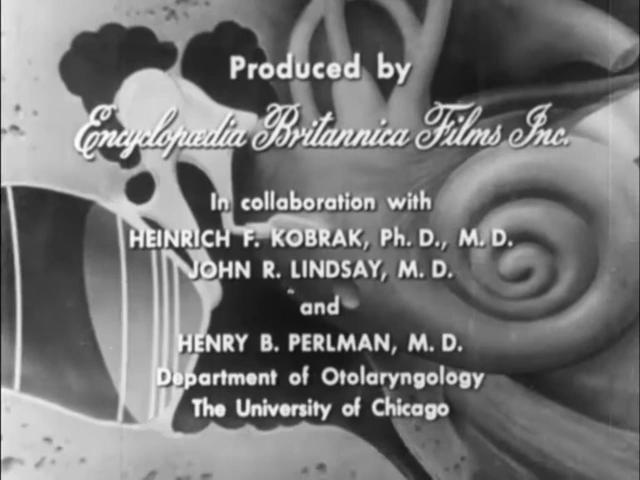 Produced by
Encyclopædia Britannica Films Inc.
In collaboration with
HEINRICH F. KOBRAK, Ph. D., M. D.
JOHN R. LINDSAY, M. D.
and
HENRY B. PERLMAN, M. D.
Department of Otolaryngology
The University of Chicago